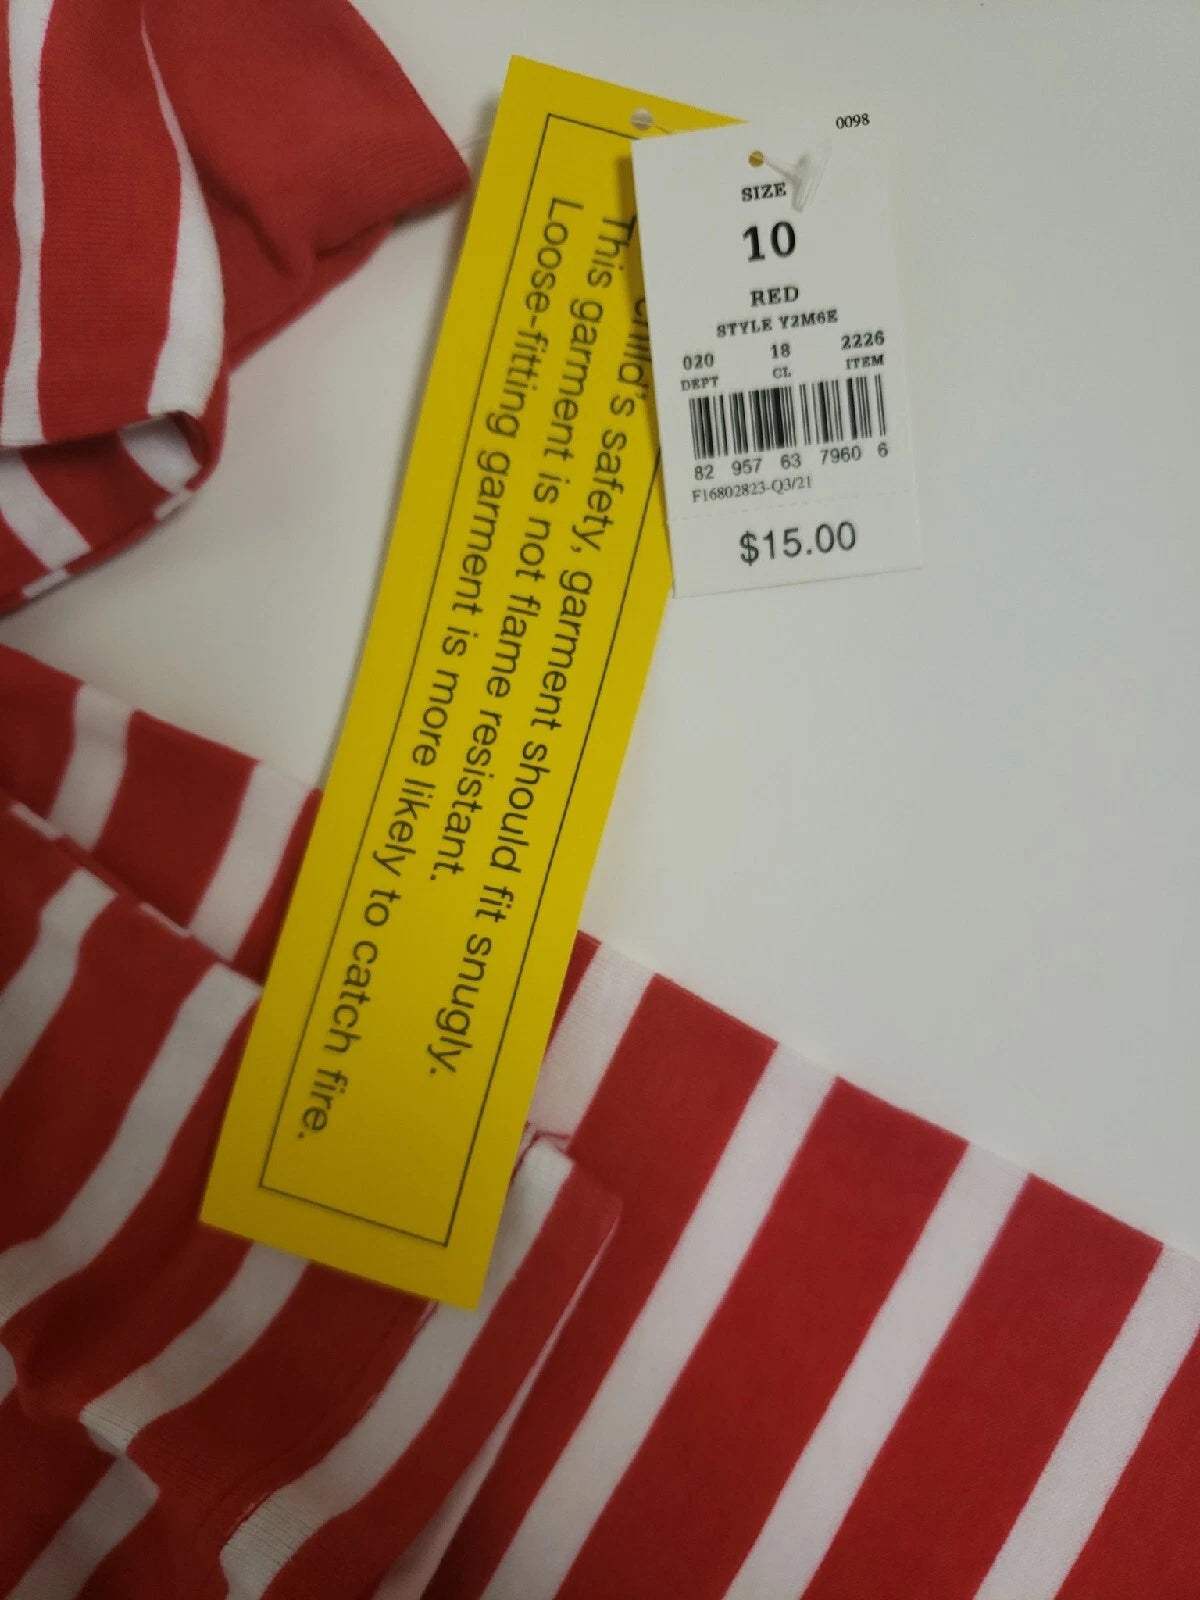 0098
SIZE
10
RED
STYLE Y2M6E
020 18 2226
DEPT CL ITEM
82 957 63 7960 6
F16802823-Q3/21
$15.00
child's safety, garment should fit snugly.
This garment is not flame resistant.
Loose-fitting garment is more likely to catch fire.